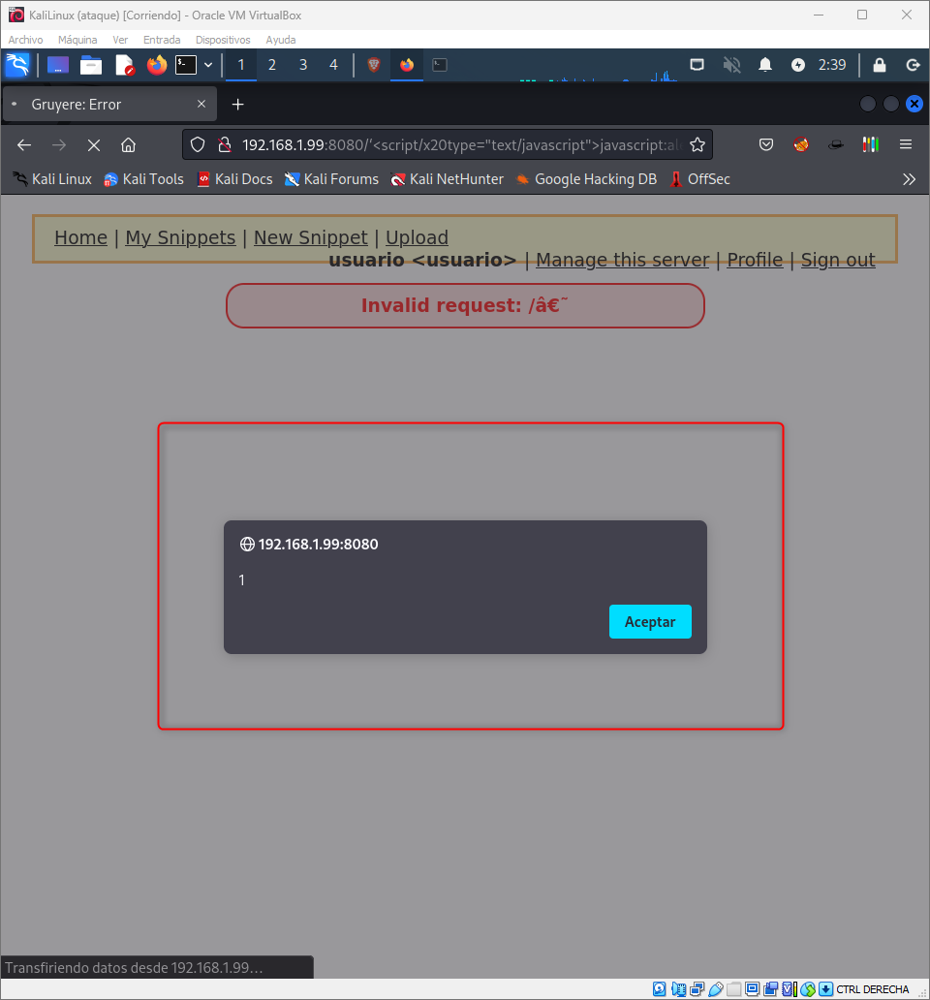 KaliLinux (ataque) [Corriendo] - Oracle VM VirtualBox
Archivo Máquina Ver Entrada Dispositivos Ayuda
1 2 3 4 2:39
Gruyere: Error
192.168.1.99:8080/‘<script/x20type="text/javascript">javascript:al
Kali Linux Kali Tools Kali Docs Kali Forums Kali NetHunter Google Hacking DB OffSec
Home | My Snippets | New Snippet | Upload
usuario <usuario> | Manage this server | Profile | Sign out
Invalid request: /â€˜
192.168.1.99:8080
1
Aceptar
Transfiriendo datos desde 192.168.1.99…
CTRL DERECHA